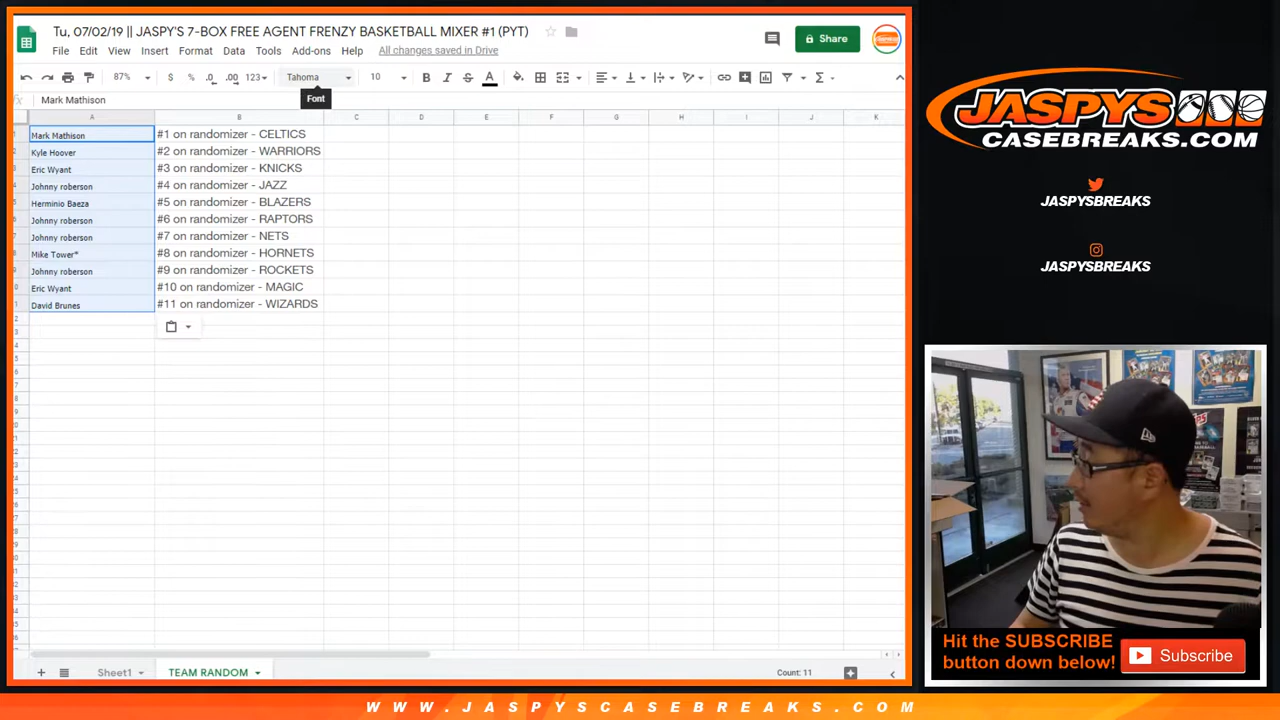 Tu, 07/02/19 || JASPY'S 7-BOX FREE AGENT FRENZY BASKETBALL MIXER #1 (PYT)
File Edit View Insert Format Data Tools Add-ons Help All changes saved in Drive
Share
87% $ % .0 .00 123 Tahoma 10 B I S A
Font
fx Mark Mathison
A B C D E F G H I J K
Mark Mathison #1 on randomizer - CELTICS
Kyle Hoover #2 on randomizer - WARRIORS
Eric Wyant #3 on randomizer - KNICKS
Johnny roberson #4 on randomizer - JAZZ
Herminio Baeza #5 on randomizer - BLAZERS
Johnny roberson #6 on randomizer - RAPTORS
Johnny roberson #7 on randomizer - NETS
Mike Tower* #8 on randomizer - HORNETS
Johnny roberson #9 on randomizer - ROCKETS
Eric Wyant #10 on randomizer - MAGIC
David Brunes #11 on randomizer - WIZARDS
Sheet1 TEAM RANDOM Count: 11
JASPYS
CASEBREAKS.COM
JASPYSBREAKS
JASPYSBREAKS
Hit the SUBSCRIBE
button down below!
Subscribe
WWW.JASPYSCASEBREAKS.COM